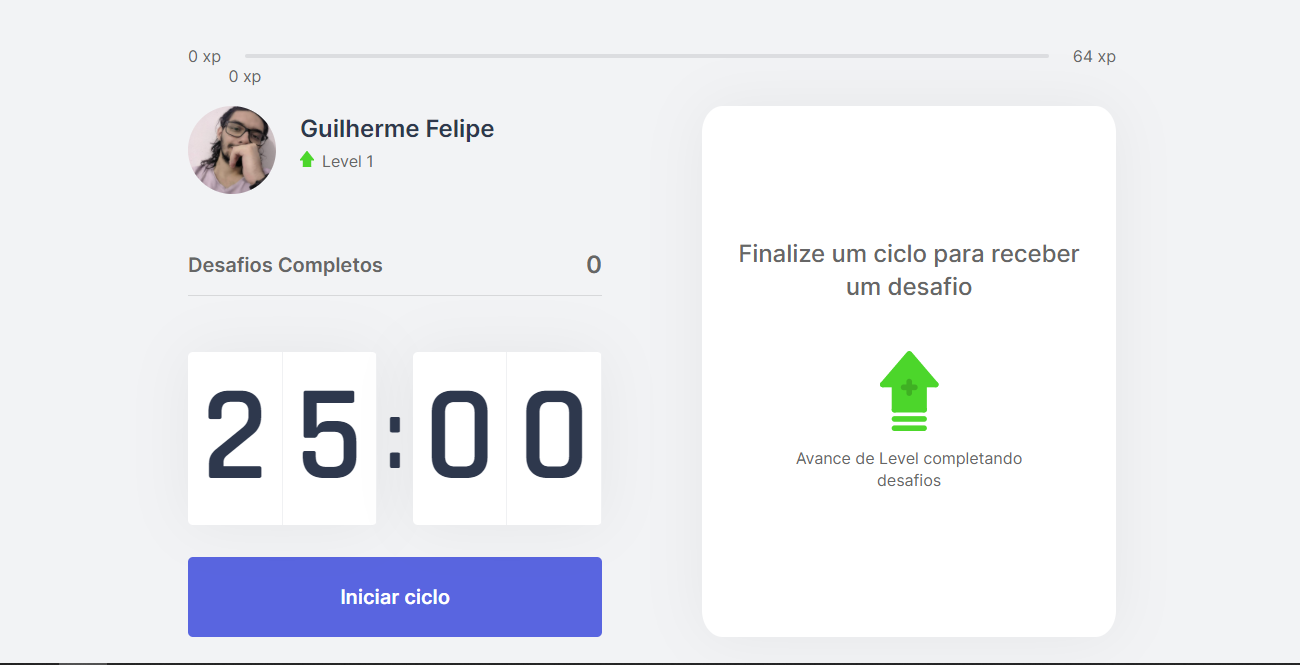 0 xp
64 xp
0 xp
Guilherme Felipe
Level 1
Desafios Completos
0
25:00
Iniciar ciclo
Finalize um ciclo para receber
um desafio
Avance de Level completando
desafios